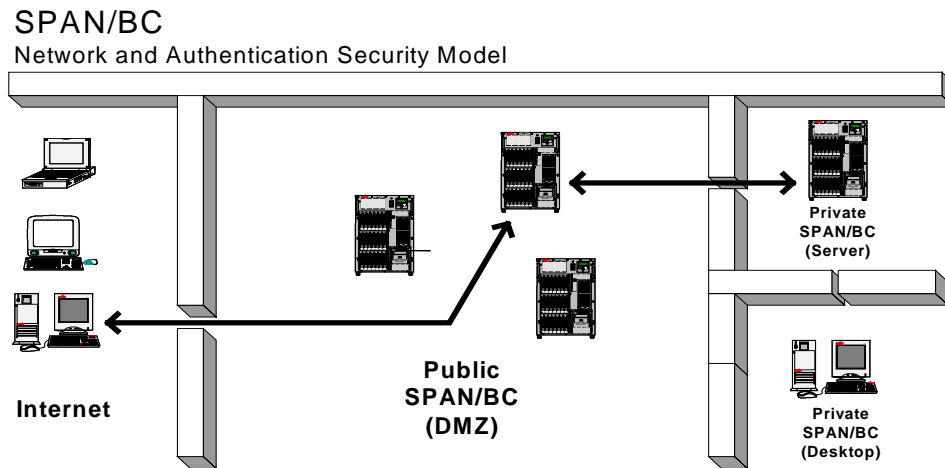 SPAN/BC
Network and Authentication Security Model
Private
SPAN/BC
(Server)
Public
SPAN/BC
(DMZ)
Internet
Private
SPAN/BC
(Desktop)